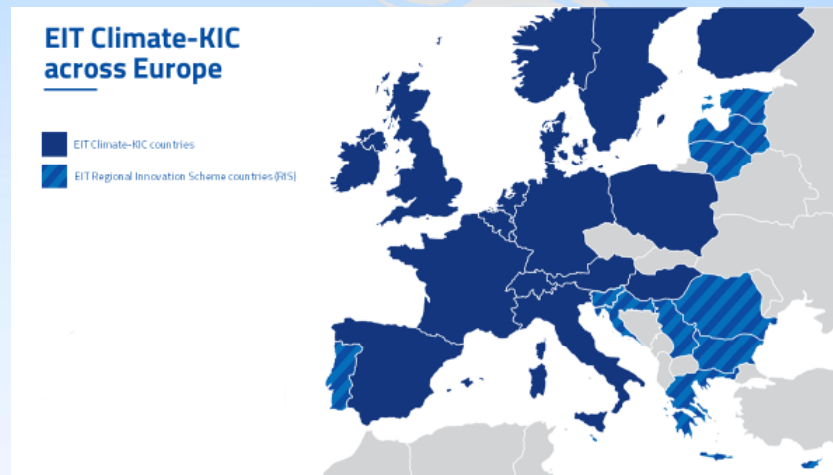 EIT Climate-KIC
across Europe
EIT Climate-KIC countries
EIT Regional Innovation Scheme countries (RIS)